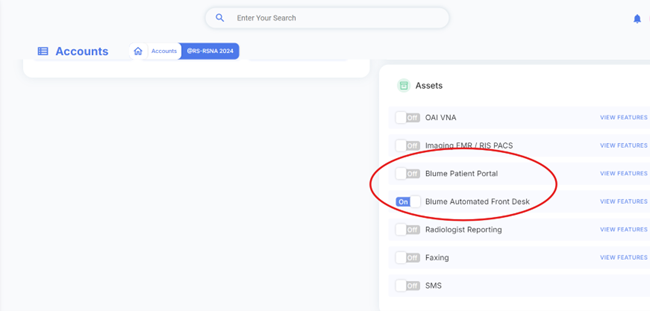 Enter Your Search
Accounts
Accounts
@RS-RSNA 2024
Assets
Off OAI VNA VIEW FEATURES
Off Imaging EMR / RIS PACS VIEW FEATURES
Off Blume Patient Portal VIEW FEATURES
On Blume Automated Front Desk VIEW FEATURES
Off Radiologist Reporting VIEW FEATURES
Off Faxing VIEW FEATURES
Off SMS